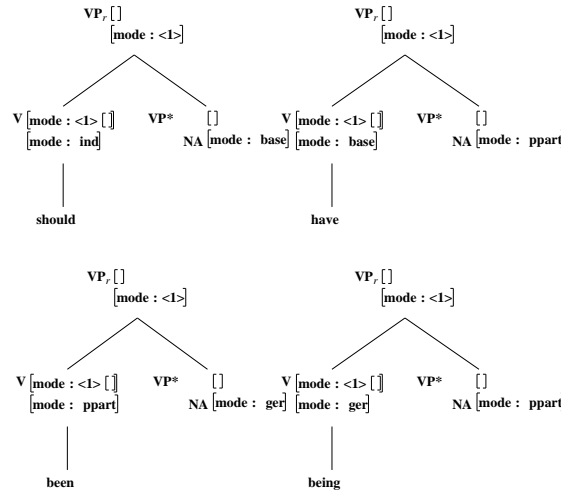 VPr [ ] VPr [ ]
[mode : <1>] [mode : <1>]
V [mode : <1> [ ]] VP* [ ] V [mode : <1> [ ]] VP* [ ]
[mode : ind] NA [mode : base] [mode : base] NA [mode : ppart
should have
VPr [ ] VPr [ ]
[mode : <1>] [mode : <1>]
V [mode : <1> [ ]] VP* [ ] V [mode : <1> [ ]] VP* [ ]
[mode : ppart] NA [mode : ger] [mode : ger] NA [mode : ppart
been being